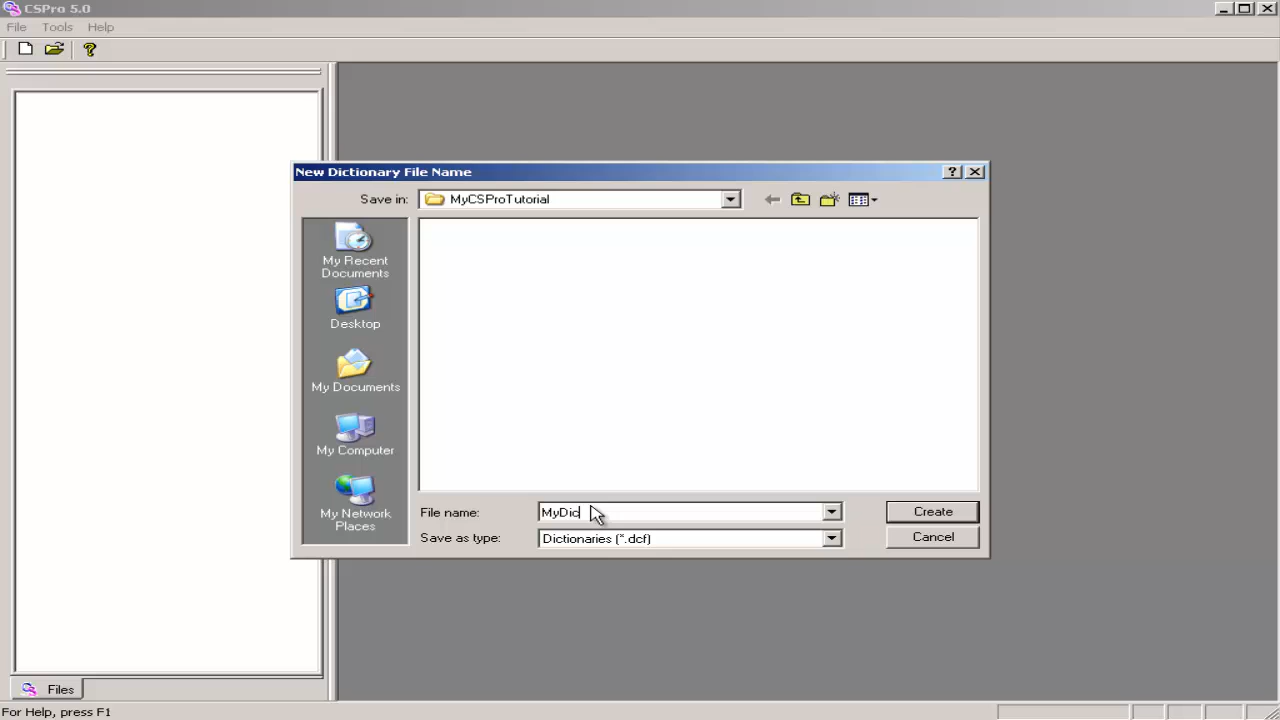 CSPro 5.0
File Tools Help
New Dictionary File Name
Save in: MyCSProTutorial
My Recent
Documents
Desktop
My Documents
My Computer
My Network
Places
File name: MyDic
Create
Save as type: Dictionaries (*.dcf)
Cancel
Files
For Help, press F1